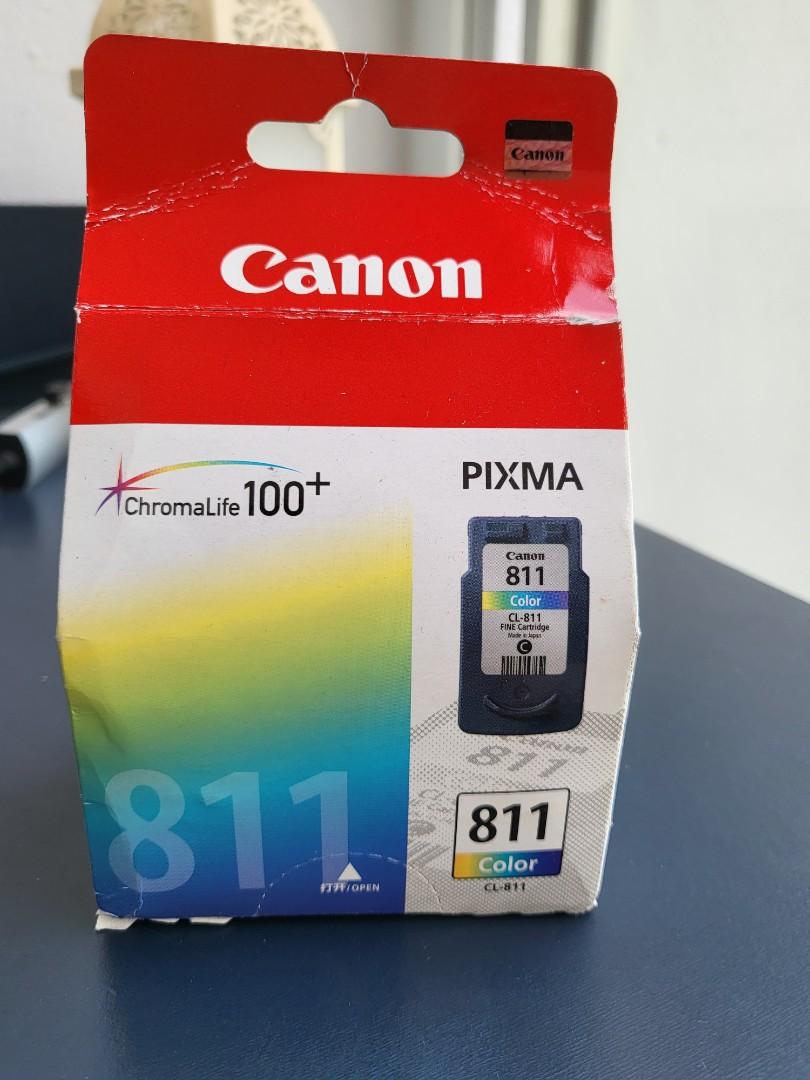 Canon
Canon
ChromaLife100+
PIXMA
Canon
811
Color
CL-811
FINE Cartridge
Made in Japan
C
811
811
811
Color
打开/OPEN
CL-811